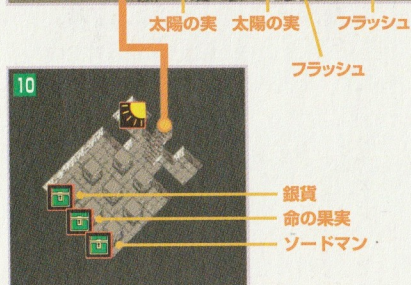 太陽の実 太陽の実 フラッシュ
フラッシュ
10
銀貨
命の果実
ソードマン